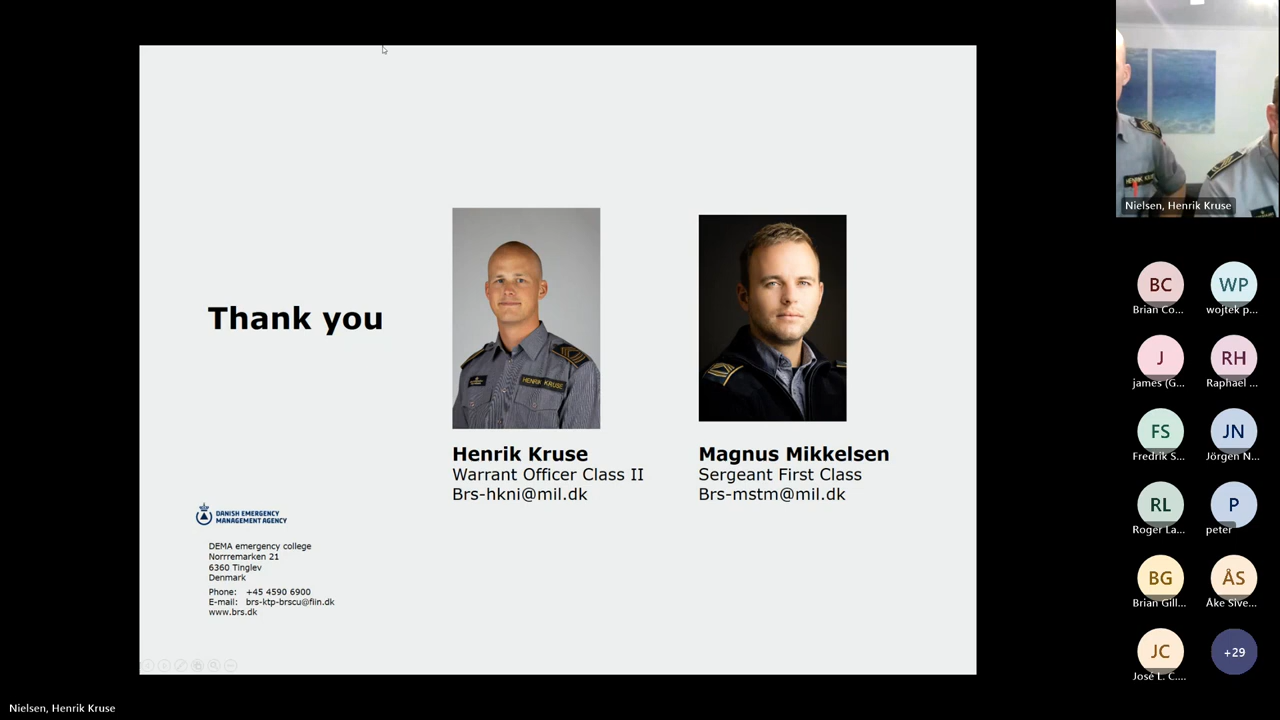 Thank you
HENRIK KRUSE
Henrik Kruse
Warrant Officer Class II
Brs-hkni@mil.dk
Magnus Mikkelsen
Sergeant First Class
Brs-mstm@mil.dk
DANISH EMERGENCY
MANAGEMENT AGENCY
DEMA emergency college
Norrremarken 21
6360 Tinglev
Denmark
Phone: +45 4590 6900
E-mail: brs-ktp-brscu@fiin.dk
www.brs.dk
Nielsen, Henrik Kruse
BC
Brian Co...
WP
wojtek p...
J
james (G...
RH
Raphael ...
FS
Fredrik S...
JN
Jörgen N...
RL
Roger La...
P
peter
BG
Brian Gill...
ÅS
Åke Sive...
JC
José L. C....
+29
Nielsen, Henrik Kruse